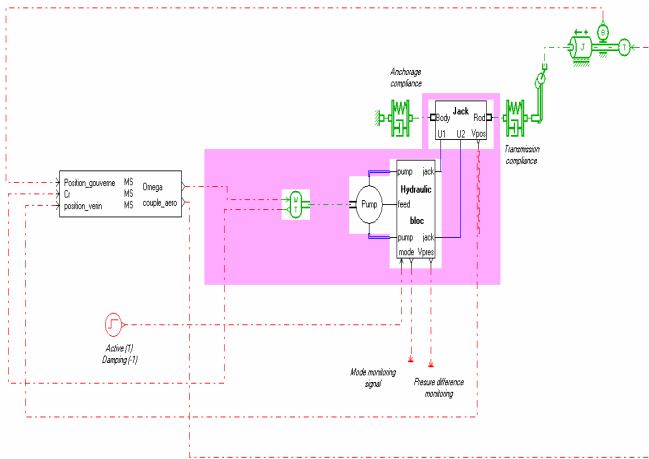 θ
J
T
Anchorage
compliance
Jack
Body Rod
U1 U2 Vpos
Transmission
compliance
Position_gouverne MS Omega
Cr MS
position_verin MS couple_aero
W
T
pump jack
Hydraulic
Pump
feed
bloc
pump jack
mode Vpres
Active (1)
Damping (-1)
Mode monitoring
signal
Presure difference
monitoring